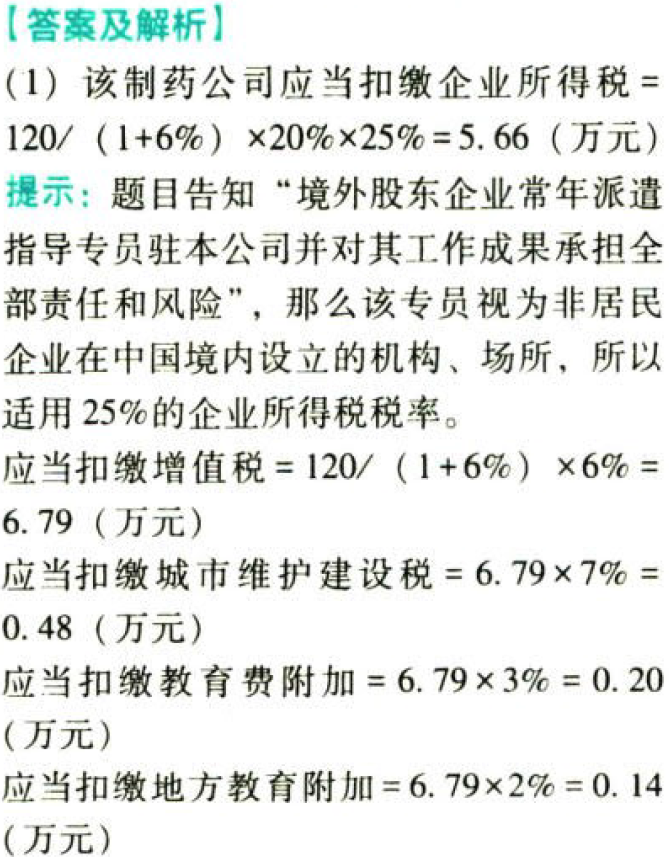 【答案及解析】
(1) 该制药公司应当扣缴企业所得税=
120/(1+6%)×20%×25%=5.66(万元)
提示：题目告知“境外股东企业常年派遣
指导专员驻本公司并对其工作成果承担全
部责任和风险”，那么该专员视为非居民
企业在中国境内设立的机构、场所，所以
适用25%的企业所得税税率。
应当扣缴增值税=120/(1+6%)×6%=
6.79(万元)
应当扣缴城市维护建设税=6.79×7%=
0.48(万元)
应当扣缴教育费附加=6.79×3%=0.20
(万元)
应当扣缴地方教育附加=6.79×2%=0.14
(万元)